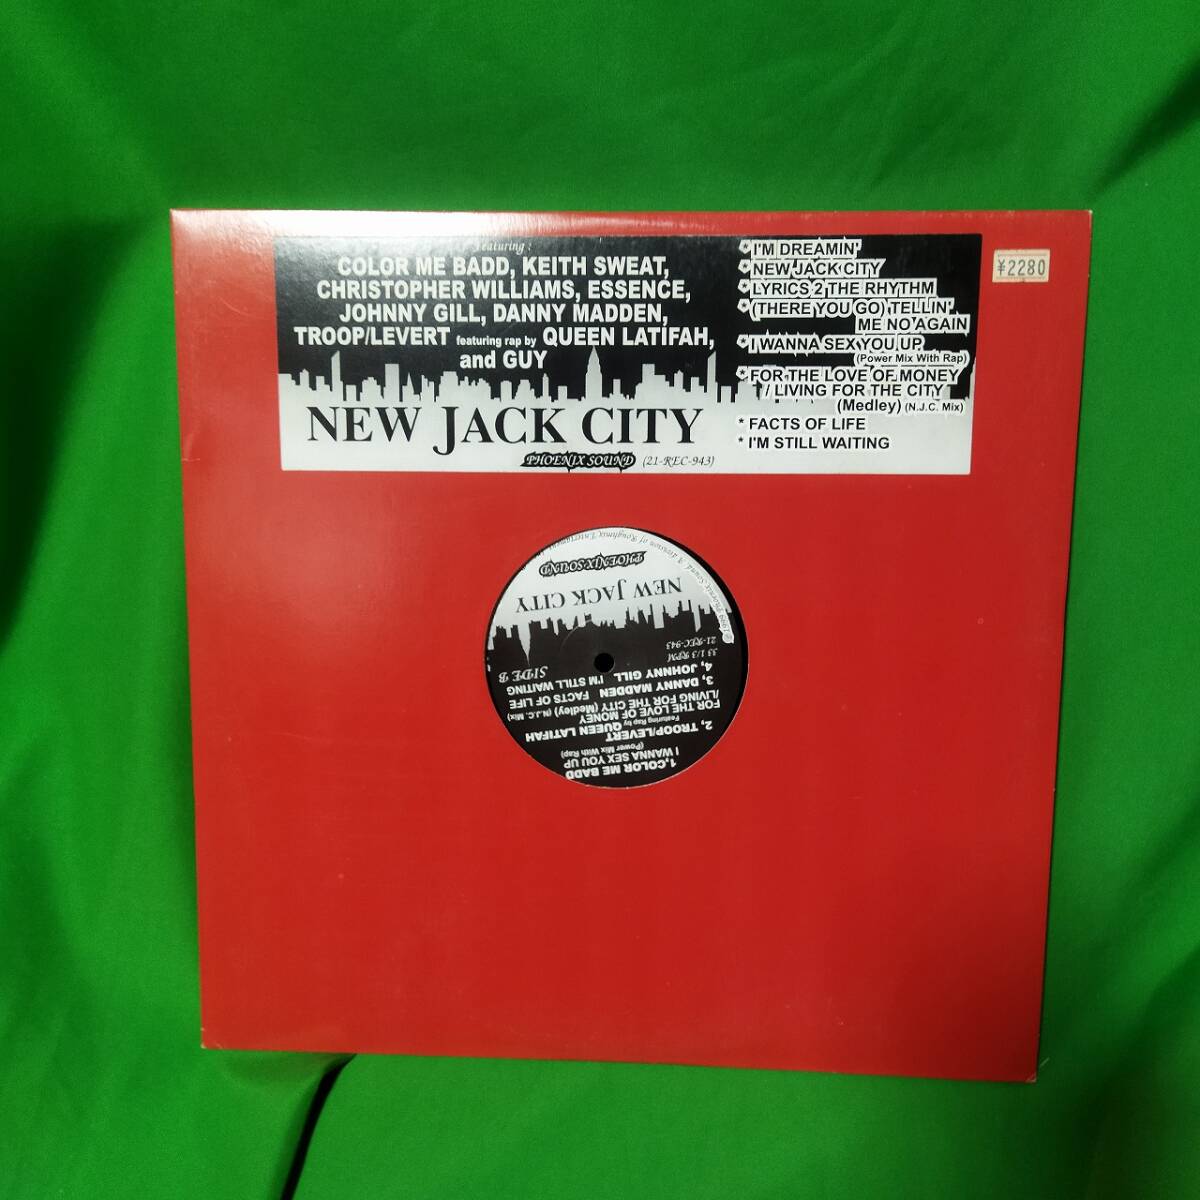 Featuring :
COLOR ME BADD, KEITH SWEAT,
CHRISTOPHER WILLIAMS, ESSENCE,
JOHNNY GILL, DANNY MADDEN,
TROOP/LEVERT featuring rap by QUEEN LATIFAH,
and GUY
NEW JACK CITY
PHOENIX SOUND (21-REC-943)
* I'M DREAMIN'
* NEW JACK CITY
* LYRICS 2 THE RHYTHM
* (THERE YOU GO) TELLIN'
ME NO AGAIN
* I WANNA SEX YOU UP
(Power Mix With Rap)
* FOR THE LOVE OF MONEY
/ LIVING FOR THE CITY
(Medley) (N.J.C. Mix)
* FACTS OF LIFE
* I'M STILL WAITING
¥2280
1,COLOR ME BADD
I WANNA SEX YOU UP
(Power Mix With Rap)
2, TROOP/LEVERT
Featuring Rap by QUEEN LATIFAH
FOR THE LOVE OF MONEY
/LIVING FOR THE CITY (Medley) (N.J.C. Mix)
3, DANNY MADDEN FACTS OF LIFE
4, JOHNNY GILL I'M STILL WAITING
33 1/3 RPM
SIDE B
21-REC-943
NEW JACK CITY
PHOENIX SOUND
Phoenix Sound, A division of